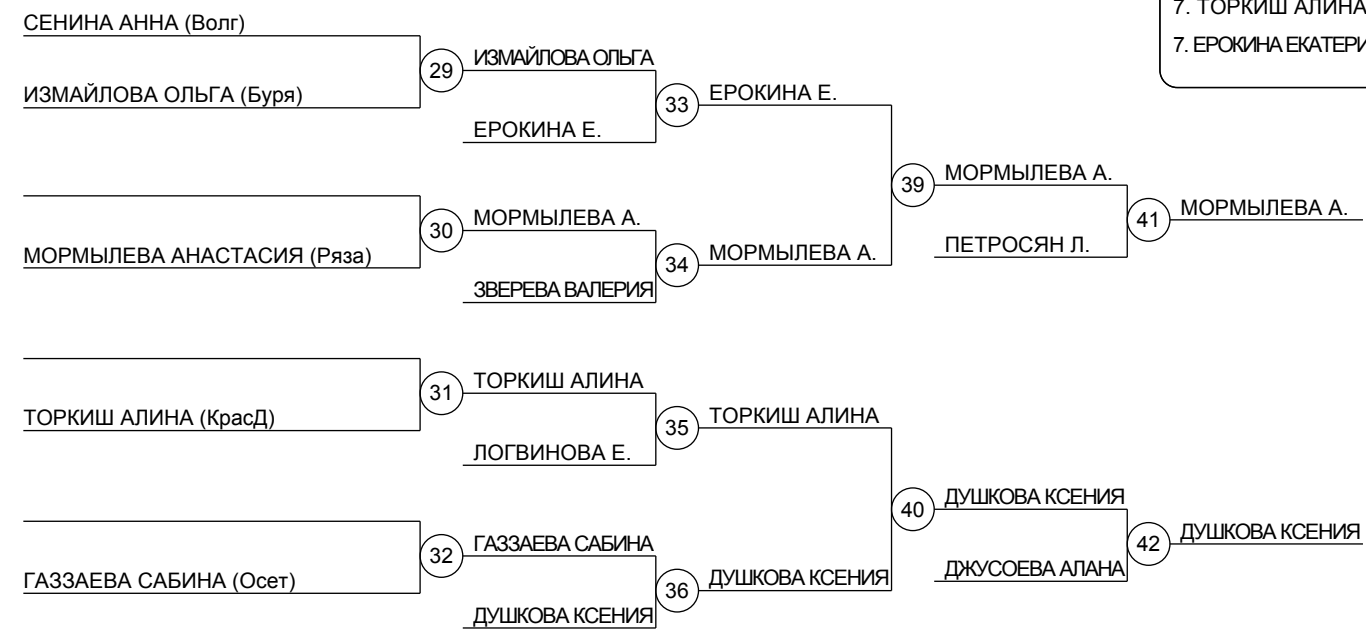 7. ТОРКИШ АЛИНА
7. ЕРОКИНА
СЕНИНА АННА (Волг)
29
ИЗМАЙЛОВА ОЛЬГА
ИЗМАЙЛОВА ОЛЬГА (Буря)
33
ЕРОКИНА Е.
ЕРОКИНА Е.
39
МОРМЫЛЕВА А.
30
МОРМЫЛЕВА А.
41
МОРМЫЛЕВА А.
МОРМЫЛЕВА АНАСТАСИЯ (Ряза)
34
МОРМЫЛЕВА А.
ПЕТРОСЯН Л.
ЗВЕРЕВА ВАЛЕРИЯ
31
ТОРКИШ АЛИНА
ТОРКИШ АЛИНА (КрасД)
35
ТОРКИШ АЛИНА
ЛОГВИНОВА Е.
40
ДУШКОВА КСЕНИЯ
32
ГАЗЗАЕВА САБИНА
42
ДУШКОВА КСЕНИЯ
ГАЗЗАЕВА САБИНА (Осет)
36
ДУШКОВА КСЕНИЯ
ДЖУСОЕВА АЛАНА
ДУШКОВА КСЕНИЯ